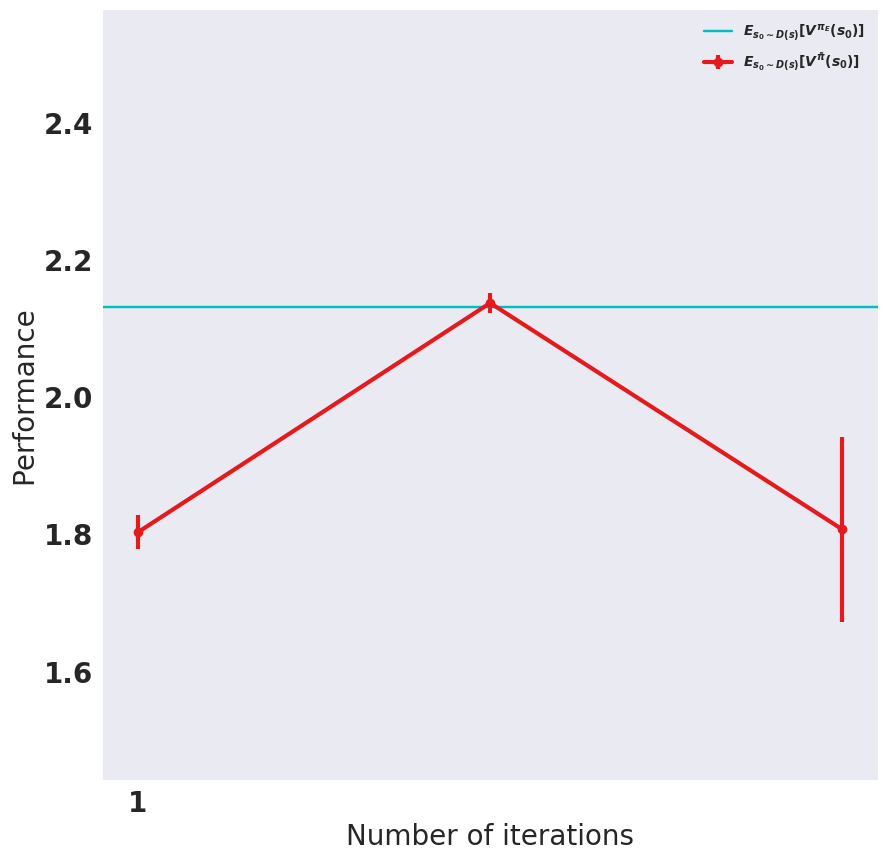 E_{s_0∼D(s)}[V^{π_E}(s_0)]
E_{s_0∼D(s)}[V^{π̃}(s_0)]
2.4
2.2
2.0
1.8
1.6
Performance
1
Number of iterations